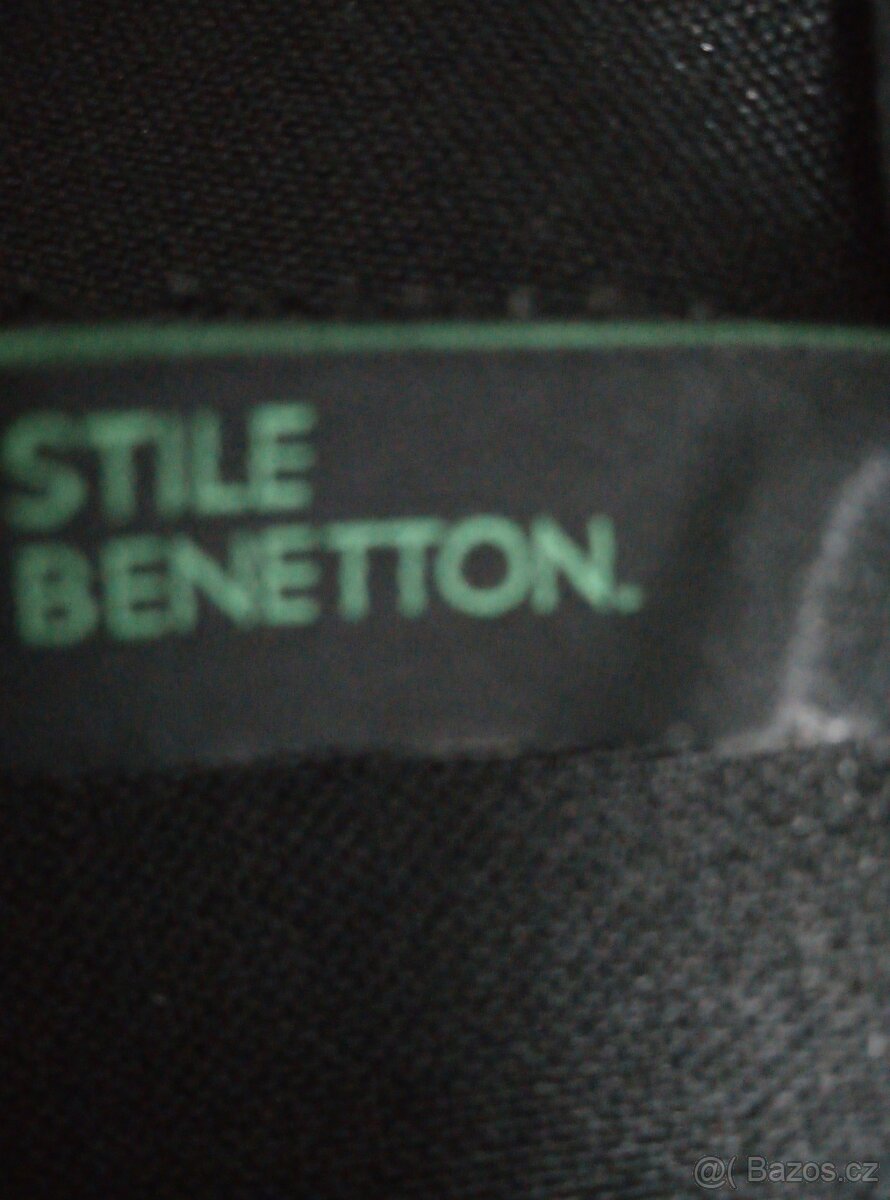 STILE
BENETTON.
@( Bazos.cz